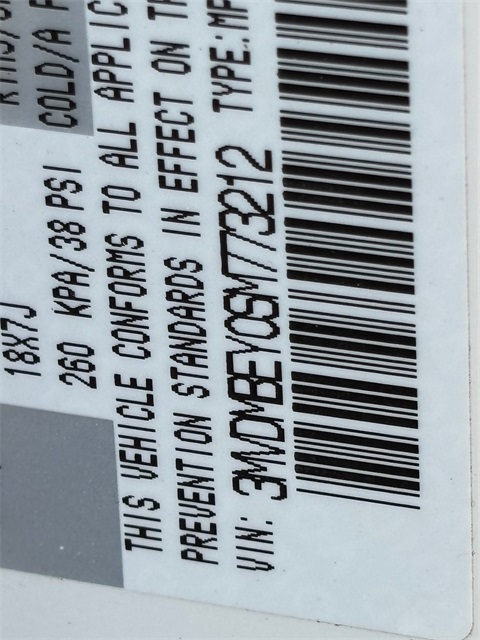 18X7J
260 KPA/38 PSI COLD/A
THIS VEHICLE CONFORMS TO ALL APPLIC
PREVENTION STANDARDS IN EFFECT ON
VIN: 3MVDMBEY0SM773212 TYPE:MP